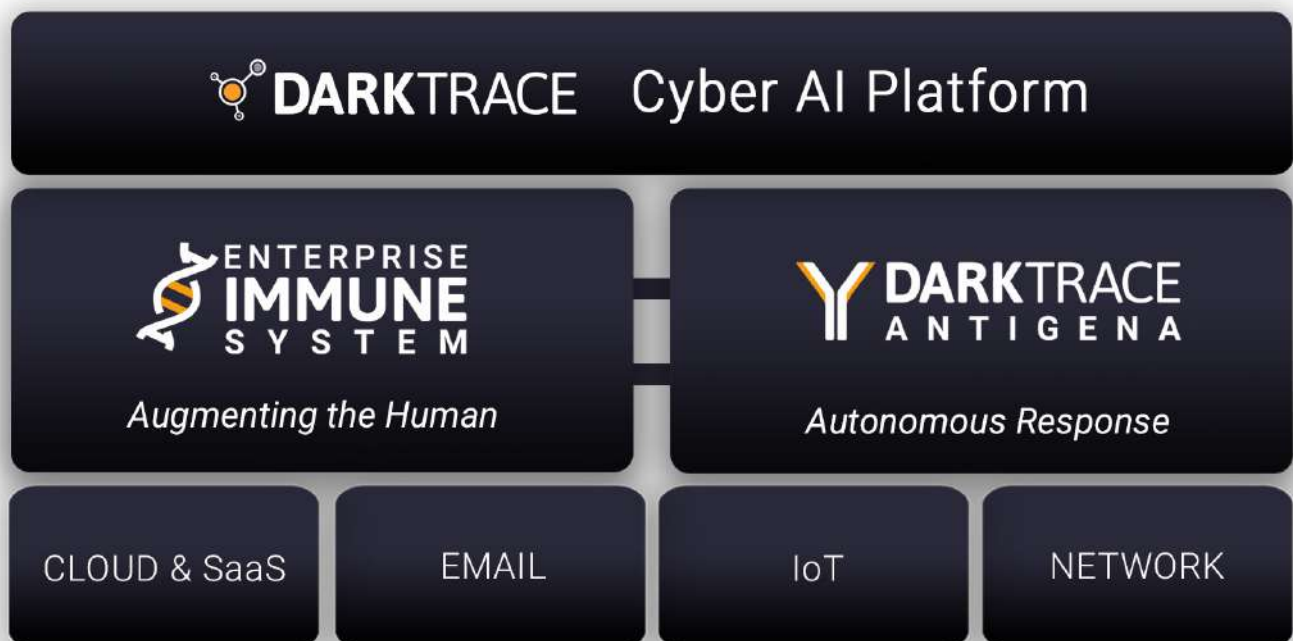 DARKTRACE Cyber AI Platform
ENTERPRISE
IMMUNE
SYSTEM
Augmenting the Human
DARKTRACE
ANTIGENA
Autonomous Response
CLOUD & SaaS
EMAIL
IoT
NETWORK